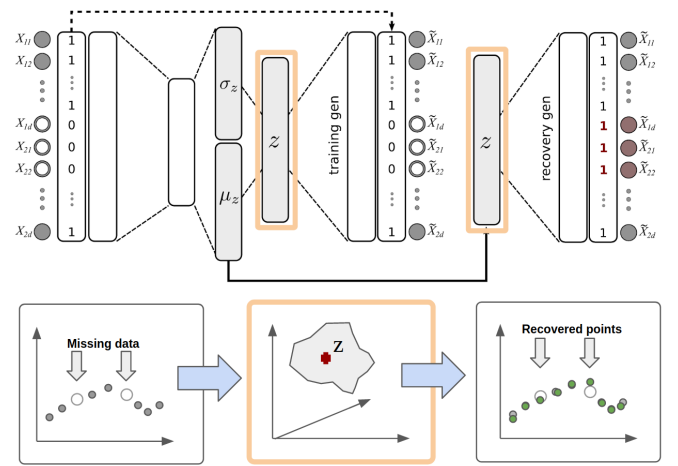 X11 1 1 X̃11 1 X̃11
X12 1 1 X̃12 1 X̃12
... ... ...
1 σz 1 1
X1d 0 z training gen 0 X̃1d z recovery gen 1 X̃1d
X21 0 0 X̃21 1 X̃21
X22 0 0 X̃22 1 X̃22
... μz ... ...
X2d 1 1 X̃2d 1 X̃2d
Missing data
Z
Recovered points